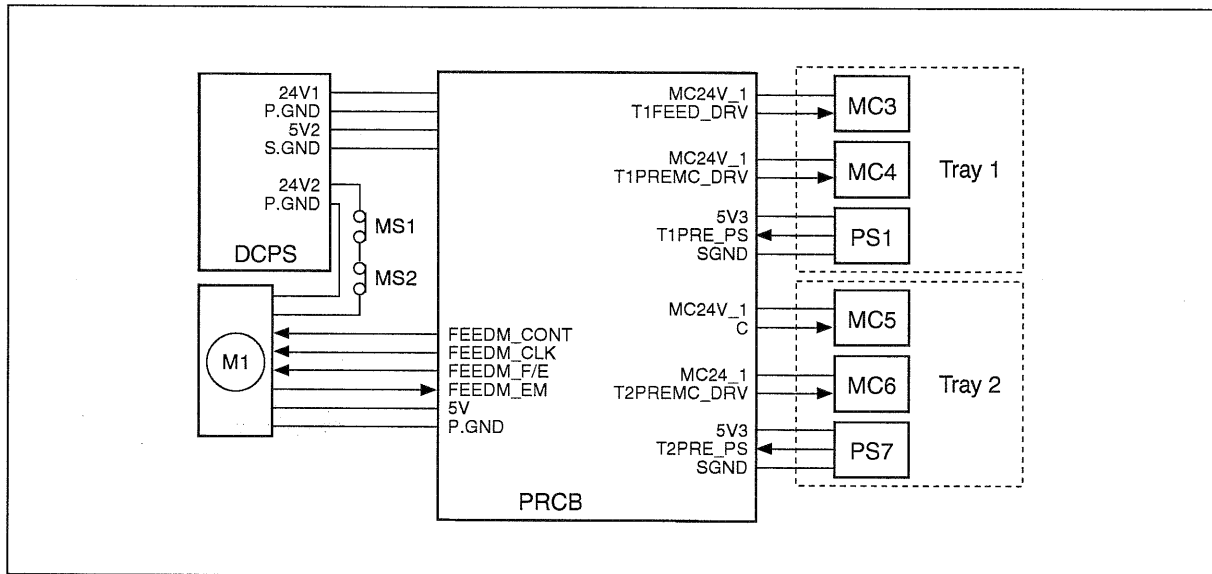 24V1
P.GND
5V2
S.GND
24V2
P.GND
DCPS
MS1
MS2
M1
FEEDM_CONT
FEEDM_CLK
FEEDM_F/E
FEEDM_EM
5V
P.GND
PRCB
MC24V_1
T1FEED_DRV
MC3
MC24V_1
T1PREMC_DRV
MC4
5V3
T1PRE_PS
SGND
PS1
Tray 1
MC24V_1
C
MC5
MC24_1
T2PREMC_DRV
MC6
5V3
T2PRE_PS
SGND
PS7
Tray 2